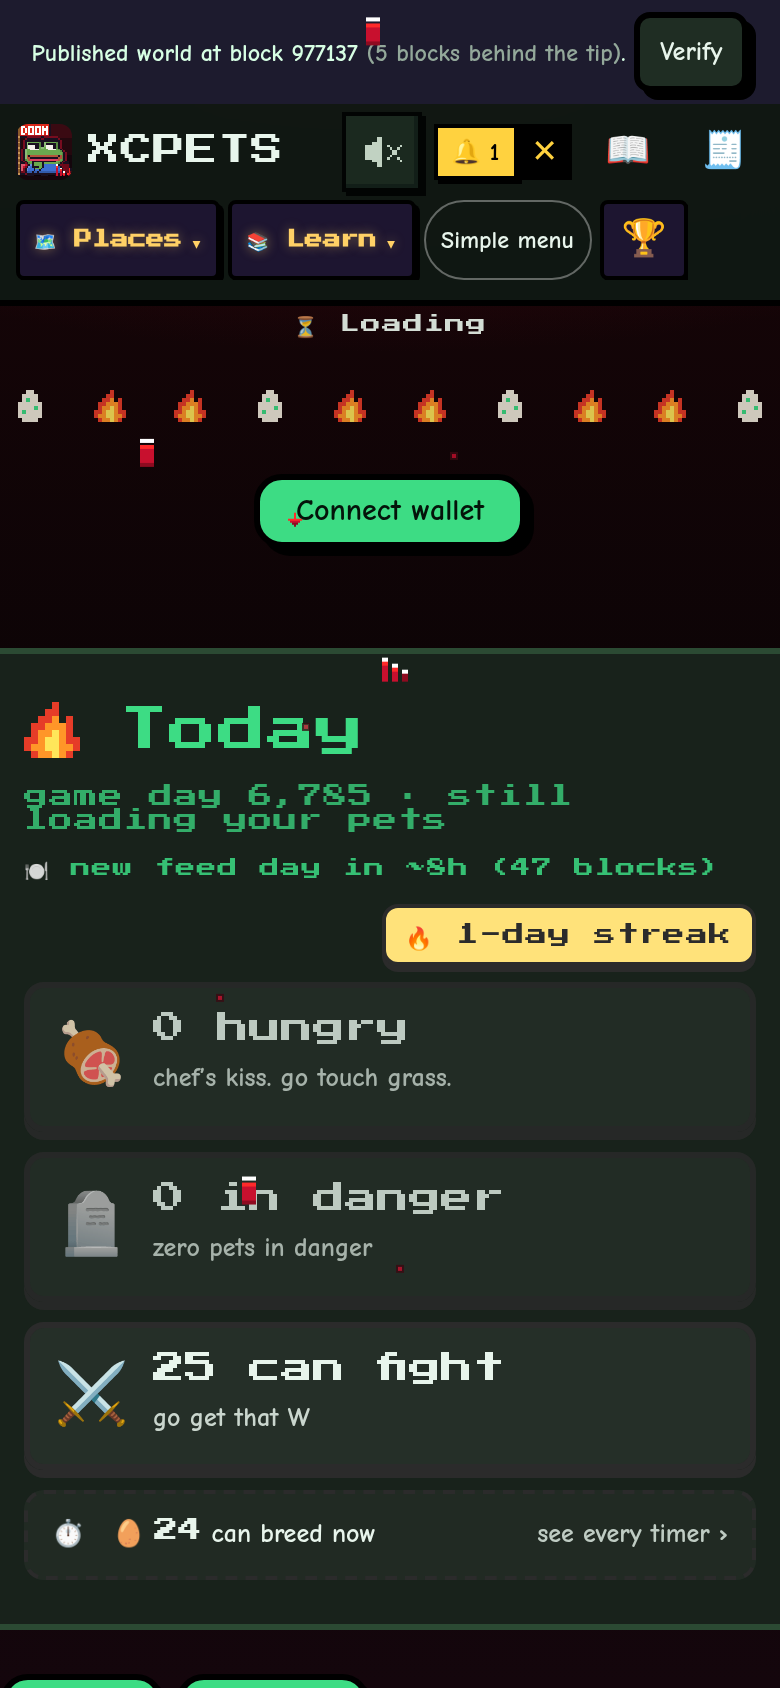 Published world at block 977137 (5 blocks behind the tip).
Verify
DOOM
XCPETS
1
✕
Places ▾
Learn ▾
Simple menu
Loading
Connect wallet
Today
game day 6,785 · still
loading your pets
new feed day in ~8h (47 blocks)
1-day streak
0 hungry
chef's kiss. go touch grass.
0 in danger
zero pets in danger
25 can fight
go get that W
24 can breed now
see every timer ›